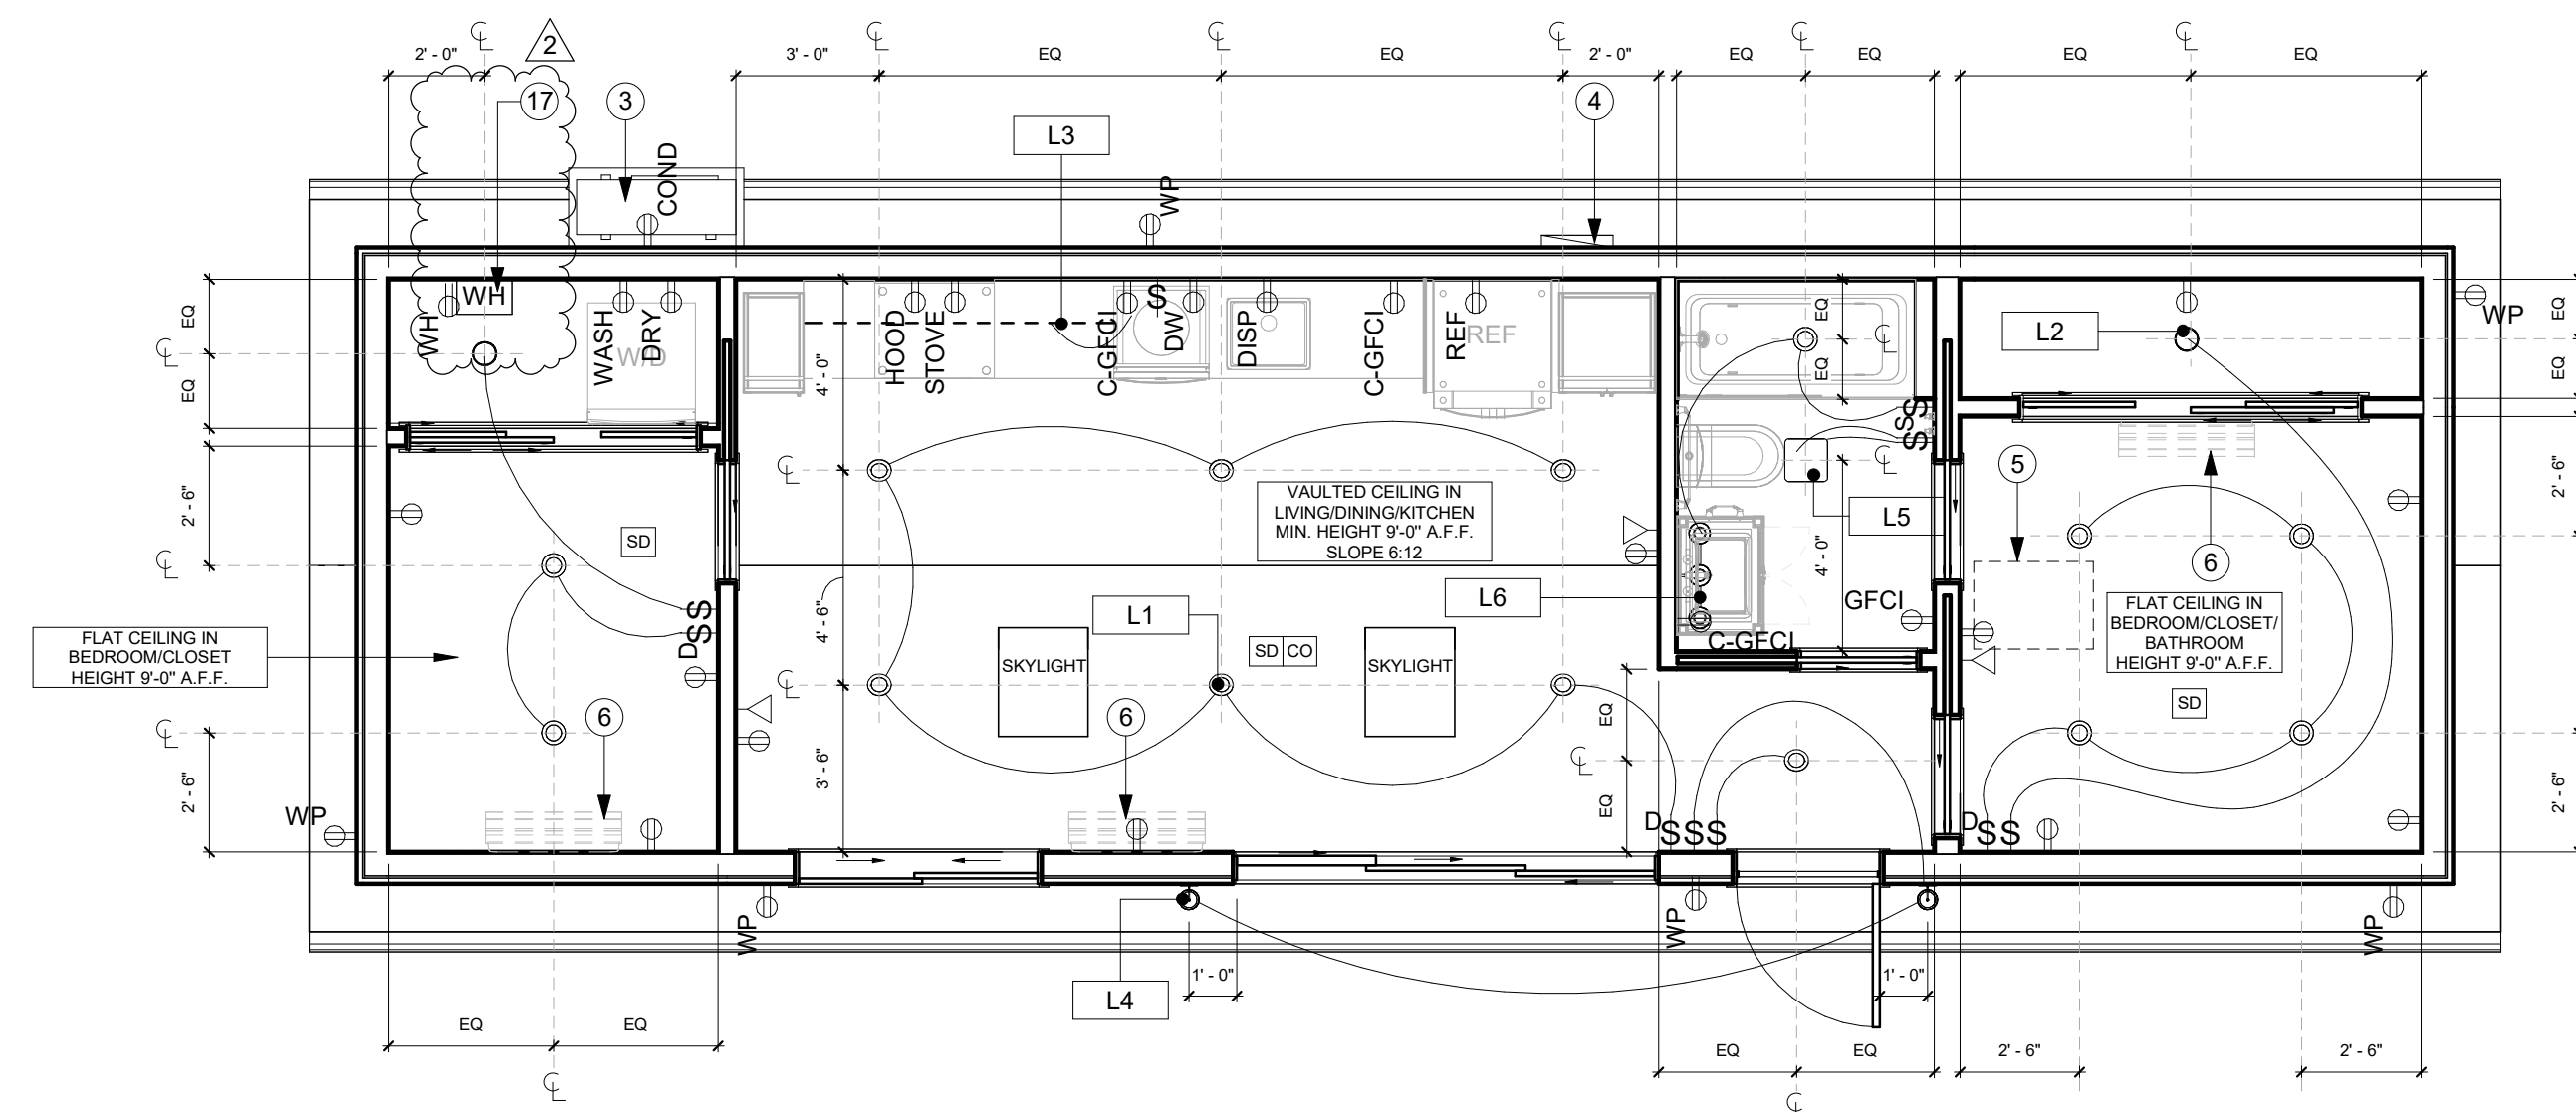 2' - 0"
2
3' - 0"
EQ
EQ
2' - 0"
EQ
EQ
EQ
EQ
17
3
4
L3
COND
WP
EQ
EQ
WH
WH
WASH
DRY
W/D
4' - 0"
HOOD
STOVE
C-GFCI
S
DW
DISP
C-GFCI
REF
REF
EQ
EQ
SS
S
L2
WP
EQ
EQ
2' - 6"
SD
VAULTED CEILING IN
LIVING/DINING/KITCHEN
MIN. HEIGHT 9'-0" A.F.F.
SLOPE 6:12
L5
5
6
2' - 6"
4' - 0"
FLAT CEILING IN
BEDROOM/CLOSET
HEIGHT 9'-0" A.F.F.
DSS
4' - 6"
L1
L6
GFCI
C-GFCI
FLAT CEILING IN
BEDROOM/CLOSET/
BATHROOM
HEIGHT 9'-0" A.F.F.
SKYLIGHT
SD CO
SKYLIGHT
SD
6
6
EQ
EQ
2' - 6"
3' - 6"
WP
DSSS
DSS
2' - 6"
WP
WP
WP
L4
1' - 0"
1' - 0"
EQ
EQ
EQ
EQ
2' - 6"
2' - 6"